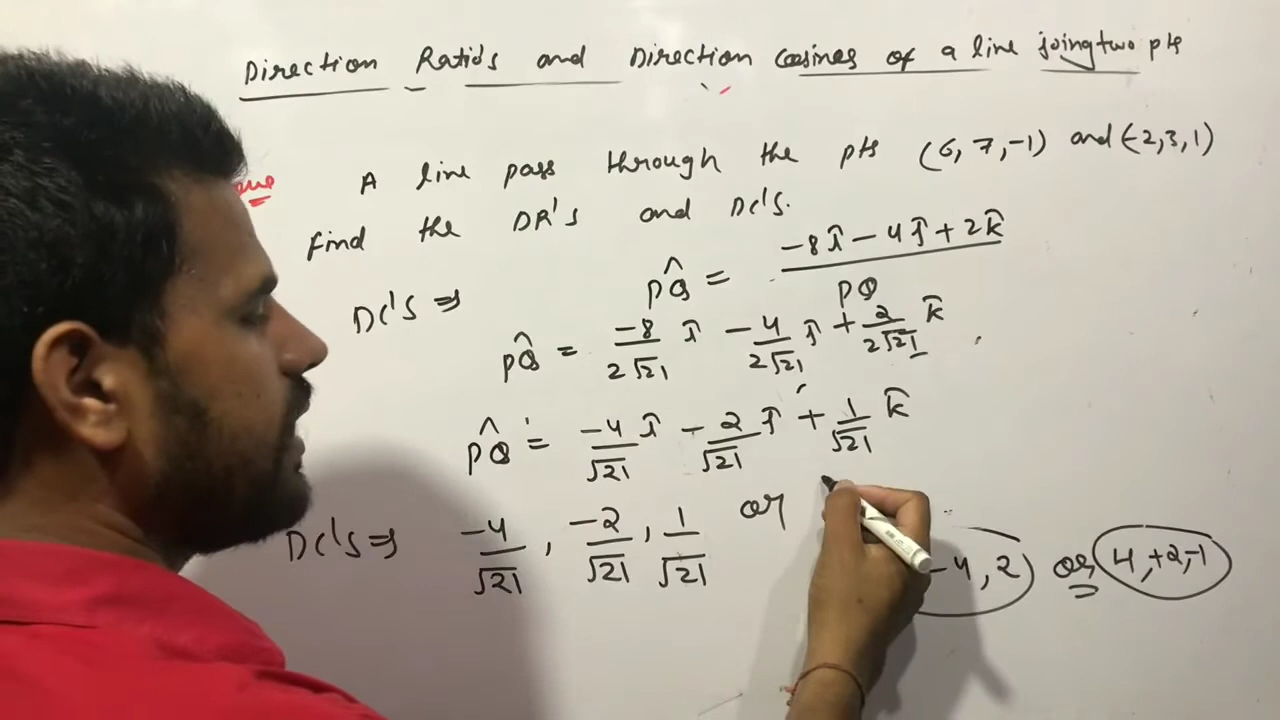 Direction Ratio's and Direction Cosines of a line joing two pts
A line pass through the pts (6, 7, -1) and (-2, 3, 1)
find the DR's and Dc's.
PQ̂ = -8î - 4ĵ + 2k̂ / PQ
Dc's ⇒
PQ̂ = -8/2√21 î - 4/2√21 ĵ + 2/2√21 k̂
PQ̂ = -4/√21 î - 2/√21 ĵ + 1/√21 k̂
Dc's ⇒ -4/√21, -2/√21, 1/√21 or
-4, 2 or 4, +2, -1